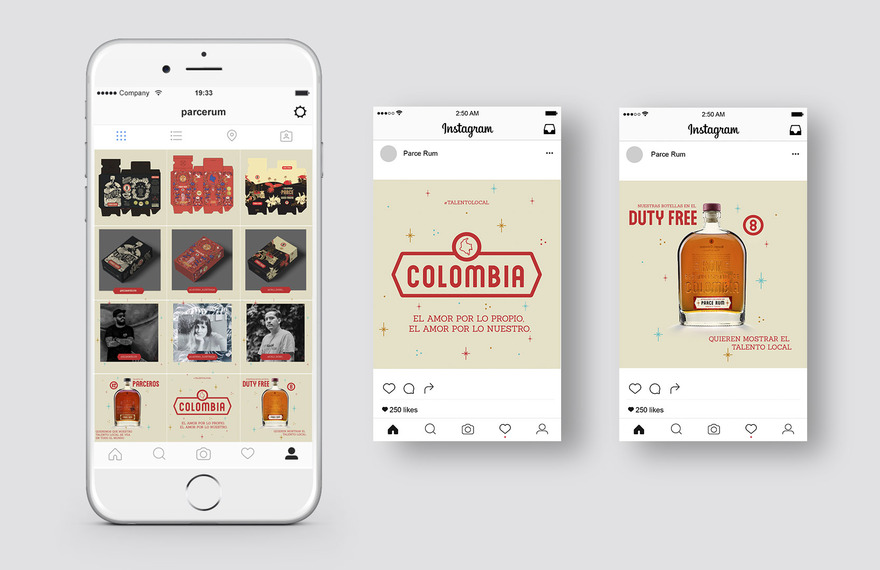 Company
19:33
parcerum
PARCE
PARCEROS
DUTY FREE
8
COLOMBIA
EL AMOR POR LO PROPIO,
EL AMOR POR LO NUESTRO.
2:50 AM
Instagram
Parce Rum
#TALENTOLOCAL
COLOMBIA
EL AMOR POR LO PROPIO,
EL AMOR POR LO NUESTRO.
250 likes
2:50 AM
Instagram
Parce Rum
NUESTRAS BOTELLAS EN EL
DUTY FREE
8
colombia
PARCE RUM
QUIEREN MOSTRAR EL
TALENTO LOCAL.
250 likes